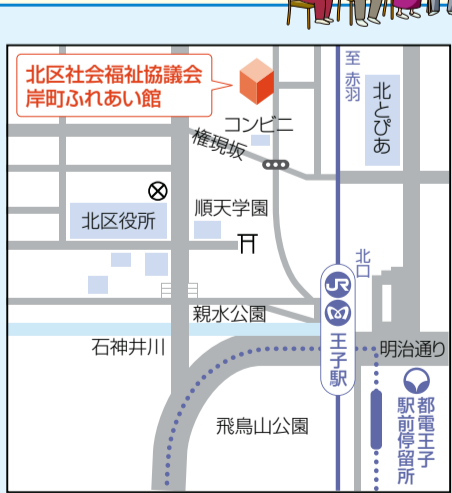 北区社会福祉協議会
岸町ふれあい館
至 赤羽
北とぴあ
コンビニ
権現坂
北区役所
順天学園
北口
JR
親水公園
王子駅
石神井川
明治通り
飛鳥山公園
都電王子
駅前停留所